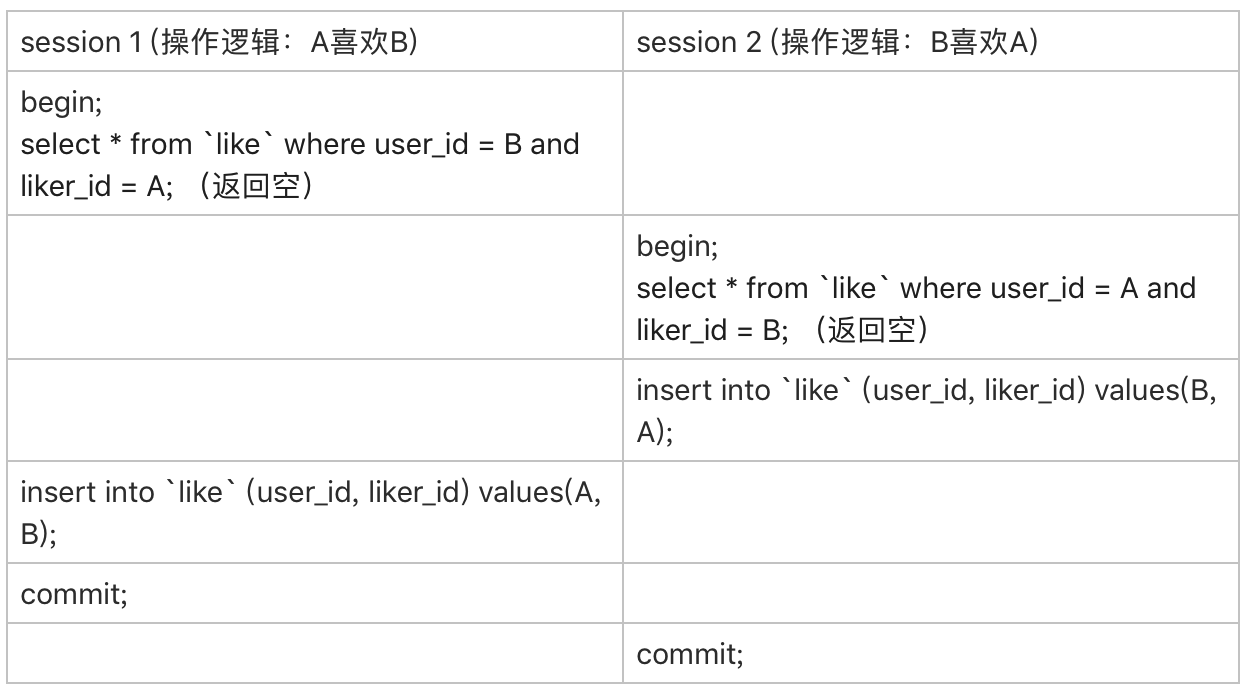 session 1 (操作逻辑：A喜欢B)
session 2 (操作逻辑：B喜欢A)
begin;
select * from `like` where user_id = B and
liker_id = A; （返回空）
begin;
select * from `like` where user_id = A and
liker_id = B; （返回空）
insert into `like` (user_id, liker_id) values(B,
A);
insert into `like` (user_id, liker_id) values(A,
B);
commit;
commit;